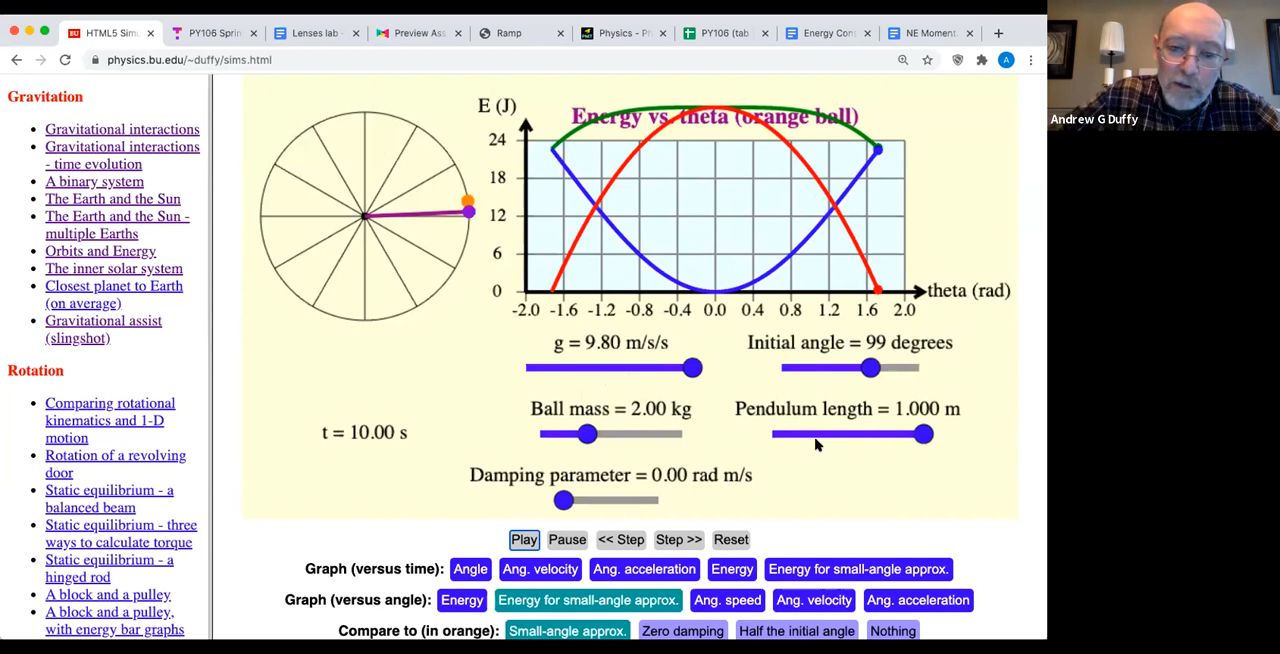 HTML5 Sim
PY106 Sprin
Lenses lab -
Preview Ass
Ramp
Physics - Ph
PY106 (tab
Energy Cons
NE Moment
physics.bu.edu/~duffy/sims.html
A
Andrew G Duffy
Gravitation
Gravitational interactions
Gravitational interactions
- time evolution
A binary system
The Earth and the Sun
The Earth and the Sun -
multiple Earths
Orbits and Energy
The inner solar system
Closest planet to Earth
(on average)
Gravitational assist
(slingshot)
Rotation
Comparing rotational
kinematics and 1-D
motion
Rotation of a revolving
door
Static equilibrium - a
balanced beam
Static equilibrium - three
ways to calculate torque
Static equilibrium - a
hinged rod
A block and a pulley
A block and a pulley,
with energy bar graphs
E (J)
Energy vs. theta (orange ball)
24
18
12
6
0
-2.0 -1.6 -1.2 -0.8 -0.4 0.0 0.4 0.8 1.2 1.6 2.0
theta (rad)
g = 9.80 m/s/s
Initial angle = 99 degrees
Ball mass = 2.00 kg
Pendulum length = 1.000 m
t = 10.00 s
Damping parameter = 0.00 rad m/s
Play Pause << Step Step >> Reset
Graph (versus time): Angle Ang. velocity Ang. acceleration Energy Energy for small-angle approx.
Graph (versus angle): Energy Energy for small-angle approx. Ang. speed Ang. velocity Ang. acceleration
Compare to (in orange): Small-angle approx. Zero damping Half the initial angle Nothing